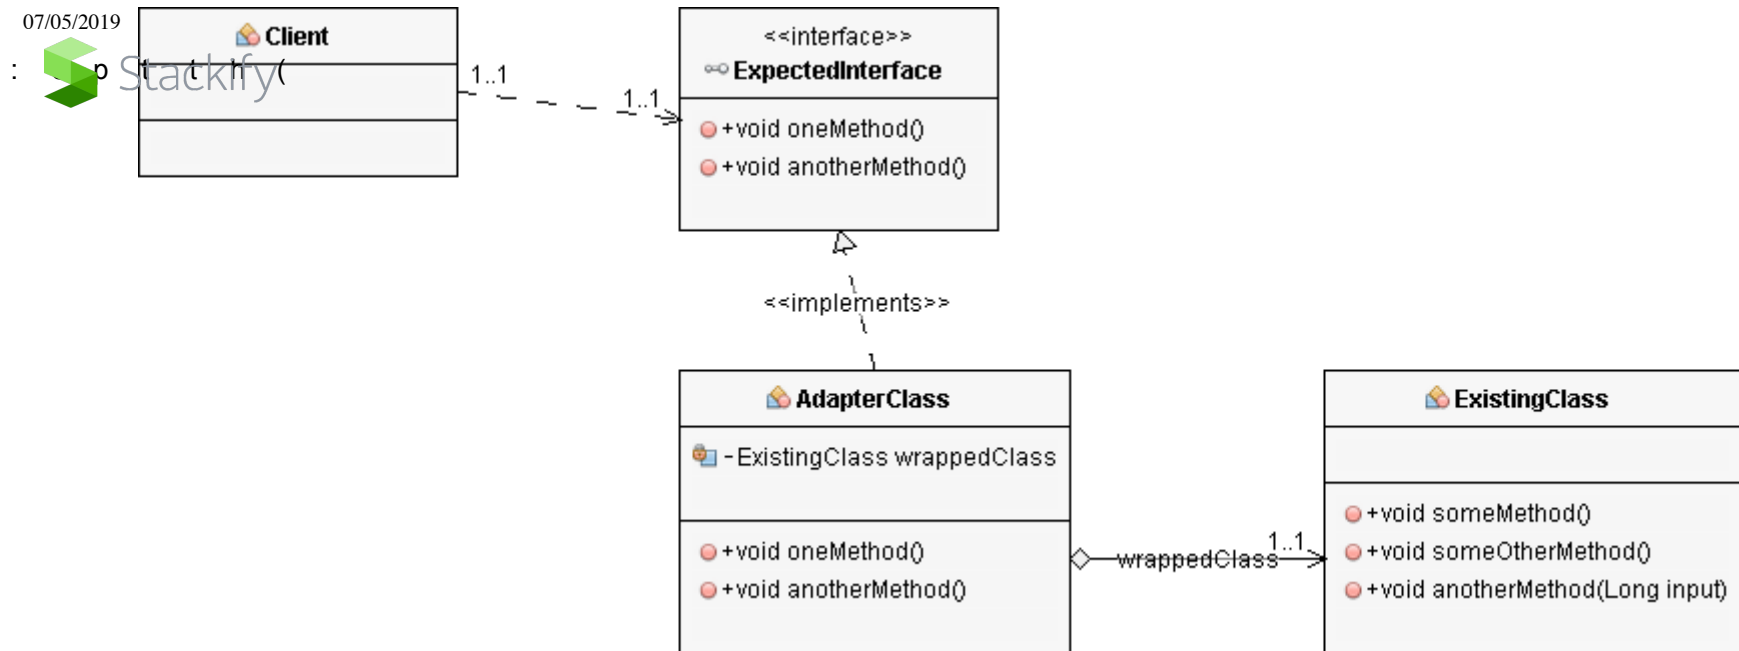 07/05/2019
Stackify
Client
1..1
1..1
<<interface>>
ExpectedInterface
+void oneMethod()
+void anotherMethod()
<<implements>>
AdapterClass
-ExistingClass wrappedClass
+void oneMethod()
+void anotherMethod()
wrappedClass
1..1
ExistingClass
+void someMethod()
+void someOtherMethod()
+void anotherMethod(Long input)